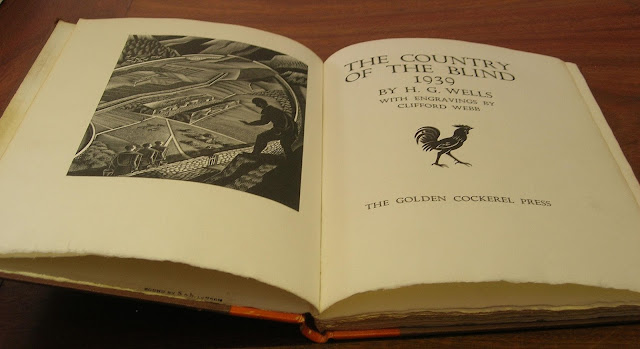 THE COUNTRY
OF THE BLIND
1939
BY H. G. WELLS
WITH ENGRAVINGS BY
CLIFFORD WEBB
THE GOLDEN COCKEREL PRESS